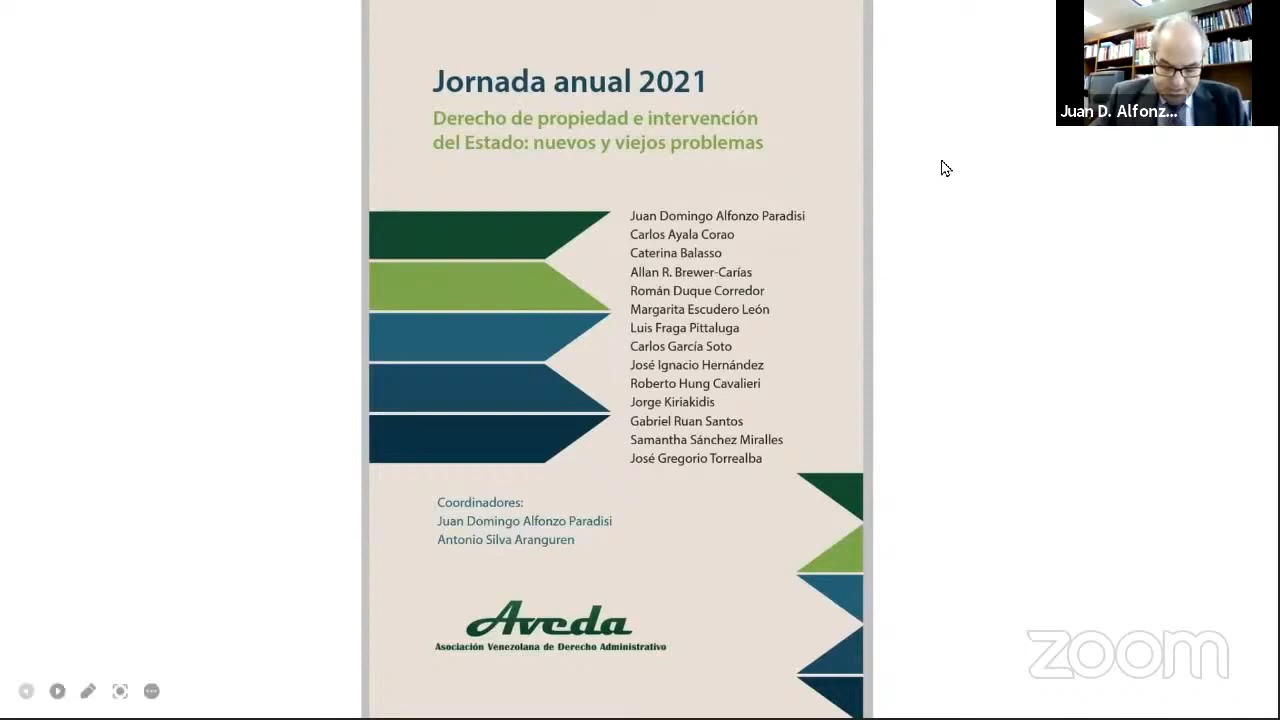 Jornada anual 2021
Derecho de propiedad e intervención
del Estado: nuevos y viejos problemas
Juan Domingo Alfonzo Paradisi
Carlos Ayala Corao
Caterina Balasso
Allan R. Brewer-Carías
Román Duque Corredor
Margarita Escudero León
Luis Fraga Pittaluga
Carlos García Soto
José Ignacio Hernández
Roberto Hung Cavalieri
Jorge Kiriakidis
Gabriel Ruan Santos
Samantha Sánchez Miralles
José Gregorio Torrealba
Coordinadores:
Juan Domingo Alfonzo Paradisi
Antonio Silva Aranguren
Aveda
Asociación Venezolana de Derecho Administrativo
Juan D. Alfonz...
zoom